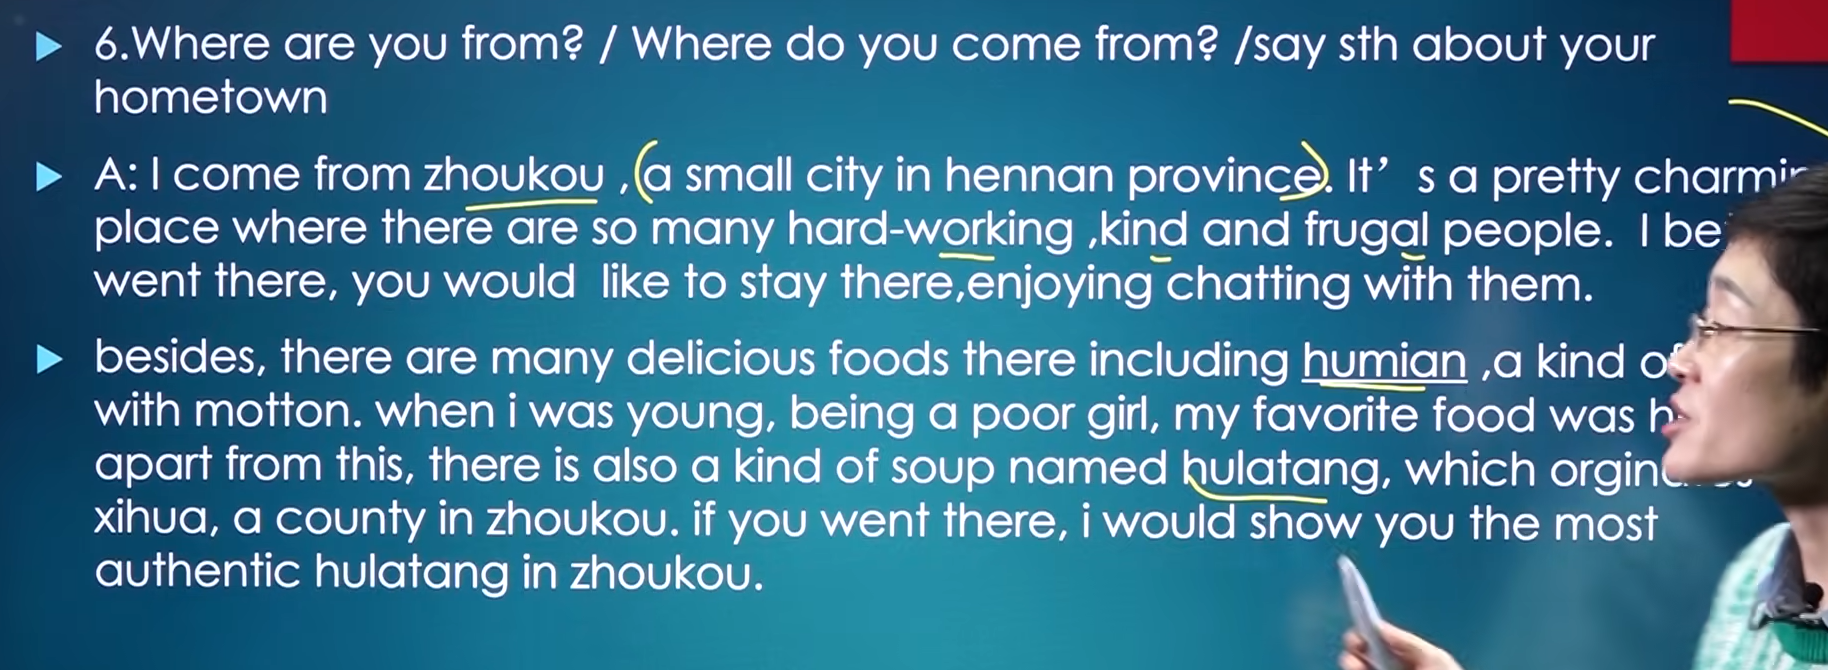 6.Where are you from? / Where do you come from? /say sth about your
hometown
A: I come from zhoukou ,(a small city in hennan province). It’ s a pretty
place where there are so many hard-working ,kind and frugal people. I
went there, you would like to stay there,enjoying chatting with them.
besides, there are many delicious foods there including humian ,a kind
with motton. when i was young, being a poor girl, my favorite food was
apart from this, there is also a kind of soup named hulatang, which
xihua, a county in zhoukou. if you went there, i would show you the most
authentic hulatang in zhoukou.